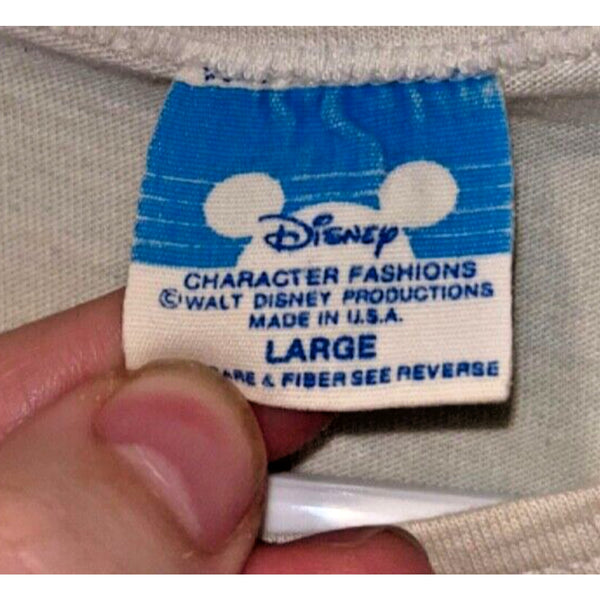 Disney
CHARACTER FASHIONS
©WALT DISNEY PRODUCTIONS
MADE IN U.S.A.
LARGE
& FIBER SEE REVERSE